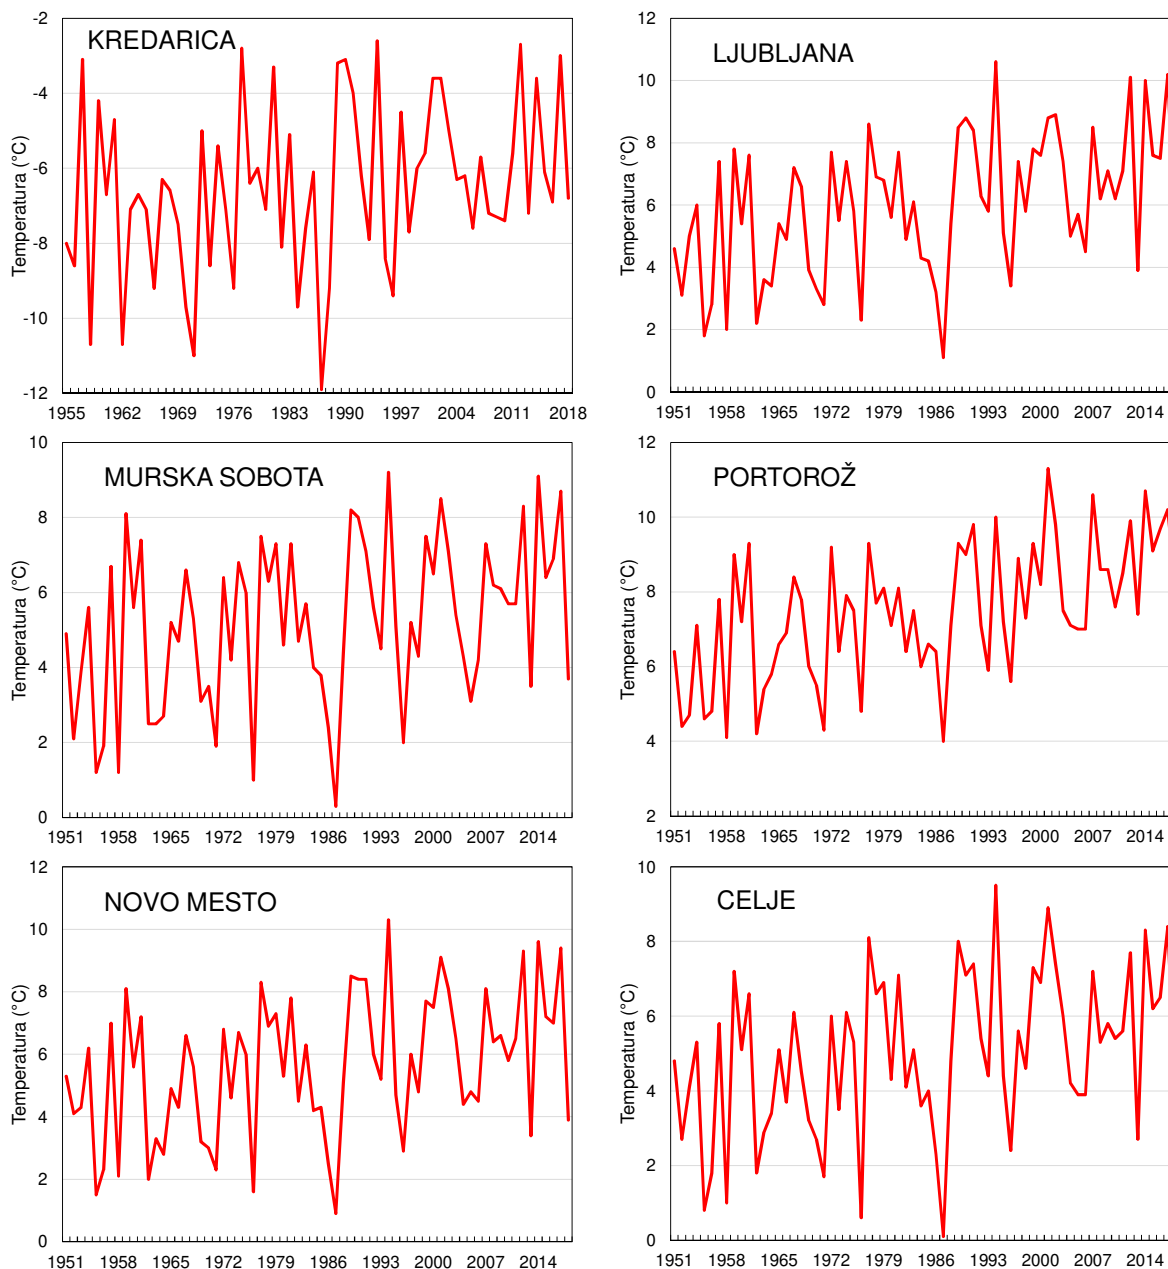 KREDARICA
Temperatura (°C)
-2
-4
-6
-8
-10
-12
1955 1962 1969 1976 1983 1990 1997 2004 2011 2018
LJUBLJANA
Temperatura (°C)
12
10
8
6
4
2
0
1951 1958 1965 1972 1979 1986 1993 2000 2007 2014
MURSKA SOBOTA
Temperatura (°C)
10
8
6
4
2
0
1951 1958 1965 1972 1979 1986 1993 2000 2007 2014
PORTOROŽ
Temperatura (°C)
12
10
8
6
4
2
1951 1958 1965 1972 1979 1986 1993 2000 2007 2014
NOVO MESTO
Temperatura (°C)
12
10
8
6
4
2
0
1951 1958 1965 1972 1979 1986 1993 2000 2007 2014
CELJE
Temperatura (°C)
10
8
6
4
2
0
1951 1958 1965 1972 1979 1986 1993 2000 2007 2014